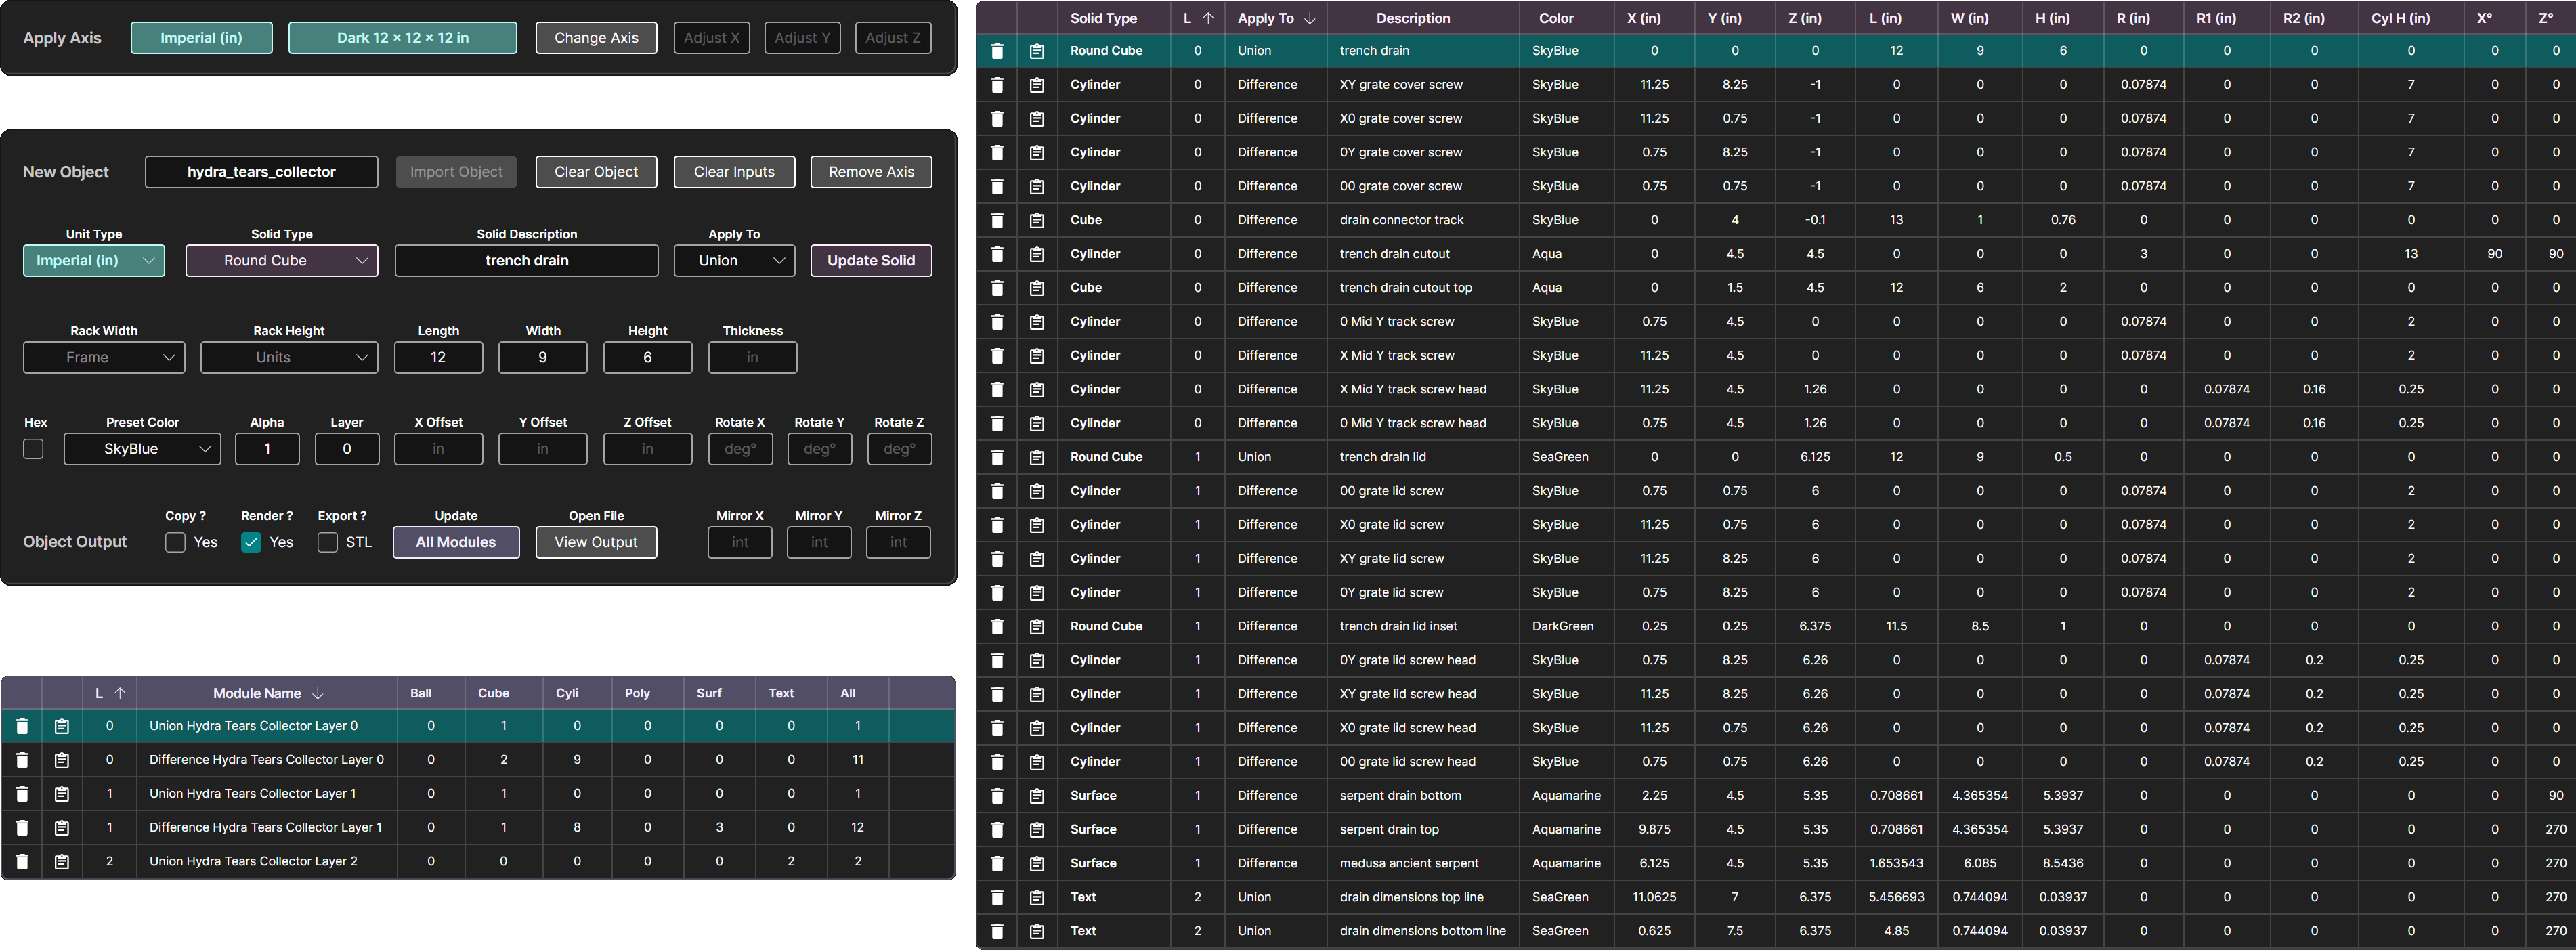 Apply Axis Imperial (in) Dark 12 × 12 × 12 in Change Axis Adjust X Adjust Y Adjust Z
New Object hydra_tears_collector Import Object Clear Object Clear Inputs Remove Axis
Unit Type Solid Type Solid Description Apply To
Imperial (in) Round Cube trench drain Union Update Solid
Rack Width Rack Height Length Width Height Thickness
Frame Units 12 9 6 in
Hex Preset Color Alpha Layer X Offset Y Offset Z Offset Rotate X Rotate Y Rotate Z
SkyBlue 1 0 in in in deg° deg° deg°
Copy ? Render ? Export ? Update Open File Mirror X Mirror Y Mirror Z
Object Output Yes Yes STL All Modules View Output int int int
L ↑ Module Name ↓ Ball Cube Cyli Poly Surf Text All
0 Union Hydra Tears Collector Layer 0 0 1 0 0 0 0 1
0 Difference Hydra Tears Collector Layer 0 0 2 9 0 0 0 11
1 Union Hydra Tears Collector Layer 1 0 1 0 0 0 0 1
1 Difference Hydra Tears Collector Layer 1 0 1 8 0 3 0 12
2 Union Hydra Tears Collector Layer 2 0 0 0 0 0 2 2
Solid Type L ↑ Apply To ↓ Description Color X (in) Y (in) Z (in) L (in) W (in) H (in) R (in) R1 (in) R2 (in) Cyl H (in) X° Z°
Round Cube 0 Union trench drain SkyBlue 0 0 0 12 9 6 0 0 0 0 0 0
Cylinder 0 Difference XY grate cover screw SkyBlue 11.25 8.25 -1 0 0 0 0.07874 0 0 7 0 0
Cylinder 0 Difference X0 grate cover screw SkyBlue 11.25 0.75 -1 0 0 0 0.07874 0 0 7 0 0
Cylinder 0 Difference 0Y grate cover screw SkyBlue 0.75 8.25 -1 0 0 0 0.07874 0 0 7 0 0
Cylinder 0 Difference 00 grate cover screw SkyBlue 0.75 0.75 -1 0 0 0 0.07874 0 0 7 0 0
Cube 0 Difference drain connector track SkyBlue 0 4 -0.1 13 1 0.76 0 0 0 0 0 0
Cylinder 0 Difference trench drain cutout Aqua 0 4.5 4.5 0 0 0 3 0 0 13 90 90
Cube 0 Difference trench drain cutout top Aqua 0 1.5 4.5 12 6 2 0 0 0 0 0 0
Cylinder 0 Difference 0 Mid Y track screw SkyBlue 0.75 4.5 0 0 0 0 0.07874 0 0 2 0 0
Cylinder 0 Difference X Mid Y track screw SkyBlue 11.25 4.5 0 0 0 0 0.07874 0 0 2 0 0
Cylinder 0 Difference X Mid Y track screw head SkyBlue 11.25 4.5 1.26 0 0 0 0 0.07874 0.16 0.25 0 0
Cylinder 0 Difference 0 Mid Y track screw head SkyBlue 0.75 4.5 1.26 0 0 0 0 0.07874 0.16 0.25 0 0
Round Cube 1 Union trench drain lid SeaGreen 0 0 6.125 12 9 0.5 0 0 0 0 0 0
Cylinder 1 Difference 00 grate lid screw SkyBlue 0.75 0.75 6 0 0 0 0.07874 0 0 2 0 0
Cylinder 1 Difference X0 grate lid screw SkyBlue 11.25 0.75 6 0 0 0 0.07874 0 0 2 0 0
Cylinder 1 Difference XY grate lid screw SkyBlue 11.25 8.25 6 0 0 0 0.07874 0 0 2 0 0
Cylinder 1 Difference 0Y grate lid screw SkyBlue 0.75 8.25 6 0 0 0 0.07874 0 0 2 0 0
Round Cube 1 Difference trench drain lid inset DarkGreen 0.25 0.25 6.375 11.5 8.5 1 0 0 0 0 0 0
Cylinder 1 Difference 0Y grate lid screw head SkyBlue 0.75 8.25 6.26 0 0 0 0 0.07874 0.2 0.25 0 0
Cylinder 1 Difference XY grate lid screw head SkyBlue 11.25 8.25 6.26 0 0 0 0 0.07874 0.2 0.25 0 0
Cylinder 1 Difference X0 grate lid screw head SkyBlue 11.25 0.75 6.26 0 0 0 0 0.07874 0.2 0.25 0 0
Cylinder 1 Difference 00 grate lid screw head SkyBlue 0.75 0.75 6.26 0 0 0 0 0.07874 0.2 0.25 0 0
Surface 1 Difference serpent drain bottom Aquamarine 2.25 4.5 5.35 0.708661 4.365354 5.3937 0 0 0 0 0 90
Surface 1 Difference serpent drain top Aquamarine 9.875 4.5 5.35 0.708661 4.365354 5.3937 0 0 0 0 0 270
Surface 1 Difference medusa ancient serpent Aquamarine 6.125 4.5 5.35 1.653543 6.085 8.5436 0 0 0 0 0 270
Text 2 Union drain dimensions top line SeaGreen 11.0625 7 6.375 5.456693 0.744094 0.03937 0 0 0 0 0 270
Text 2 Union drain dimensions bottom line SeaGreen 0.625 7.5 6.375 4.85 0.744094 0.03937 0 0 0 0 0 270